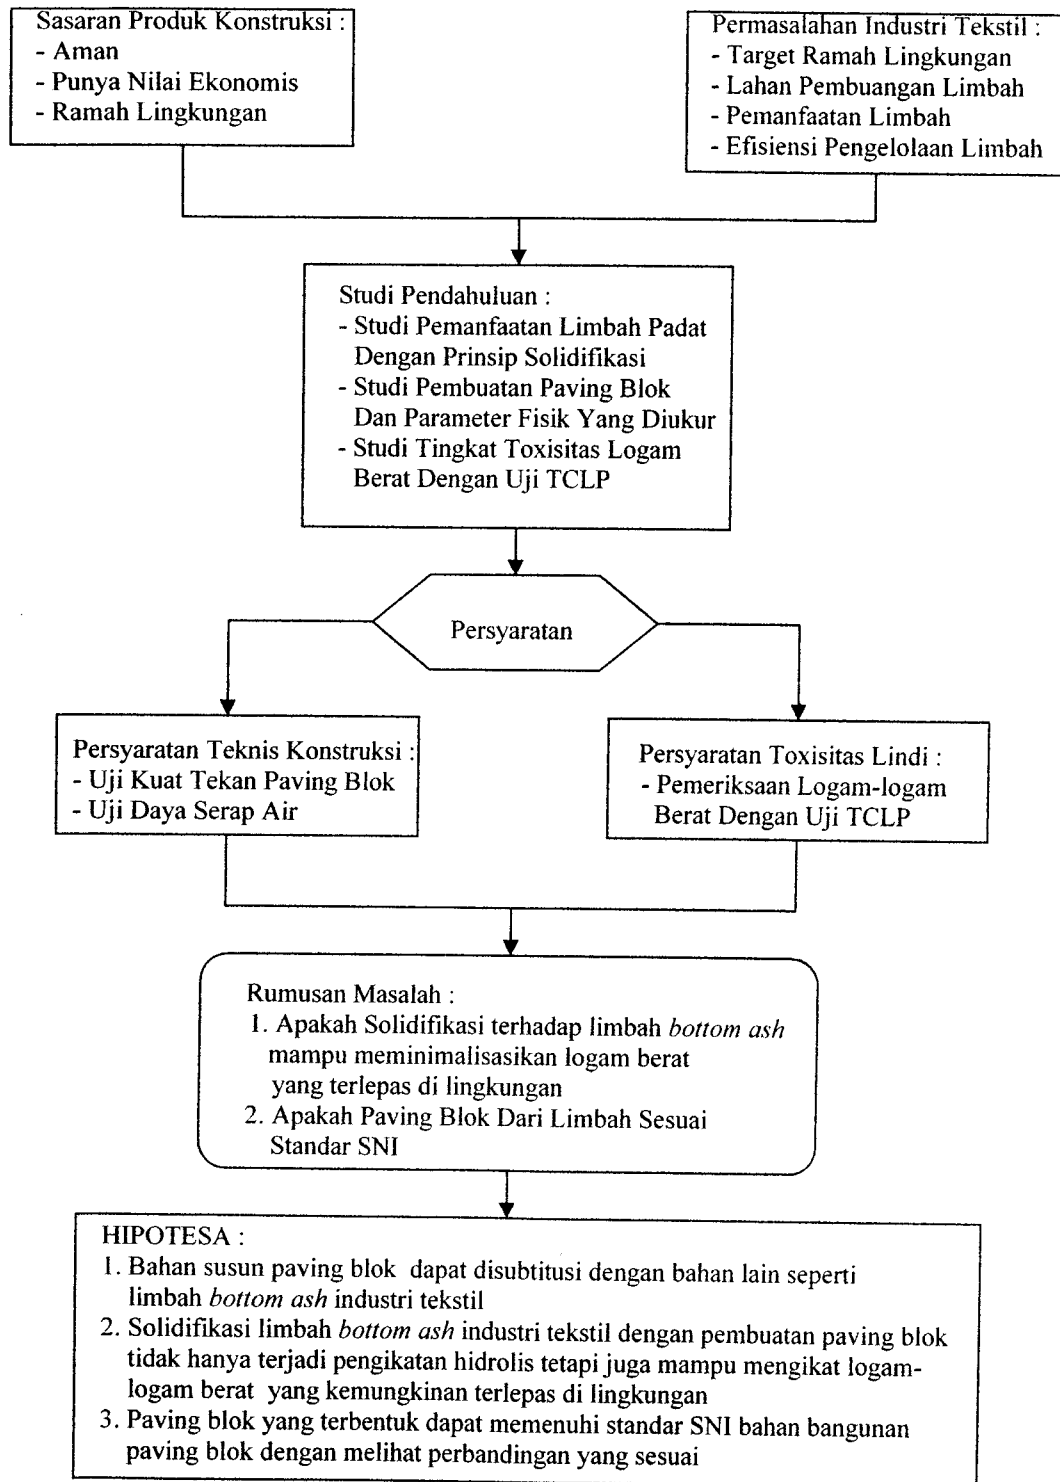 Sasaran Produk Konstruksi :
- Aman
- Punya Nilai Ekonomis
- Ramah Lingkungan
Permasalahan Industri Tekstil :
- Target Ramah Lingkungan
- Lahan Pembuangan Limbah
- Pemanfaatan Limbah
- Efisiensi Pengelolaan Limbah
Studi Pendahuluan :
- Studi Pemanfaatan Limbah Padat
Dengan Prinsip Solidifikasi
- Studi Pembuatan Paving Blok
Dan Parameter Fisik Yang Diukur
- Studi Tingkat Toxisitas Logam
Berat Dengan Uji TCLP
Persyaratan
Persyaratan Teknis Konstruksi :
- Uji Kuat Tekan Paving Blok
- Uji Daya Serap Air
Persyaratan Toxisitas Lindi :
- Pemeriksaan Logam-logam
Berat Dengan Uji TCLP
Rumusan Masalah :
1. Apakah Solidifikasi terhadap limbah bottom ash
mampu meminimalisasikan logam berat
yang terlepas di lingkungan
2. Apakah Paving Blok Dari Limbah Sesuai
Standar SNI
HIPOTESA :
1. Bahan susun paving blok dapat disubtitusi dengan bahan lain seperti
limbah bottom ash industri tekstil
2. Solidifikasi limbah bottom ash industri tekstil dengan pembuatan paving blok
tidak hanya terjadi pengikatan hidrolis tetapi juga mampu mengikat logam-
logam berat yang kemungkinan terlepas di lingkungan
3. Paving blok yang terbentuk dapat memenuhi standar SNI bahan bangunan
paving blok dengan melihat perbandingan yang sesuai